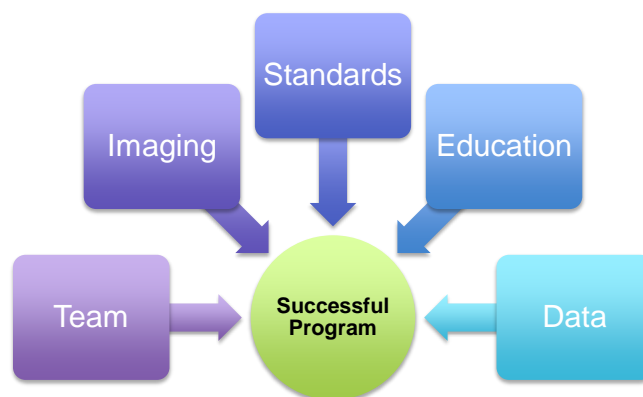 Standards
Imaging
Education
Team
Successful
Program
Data